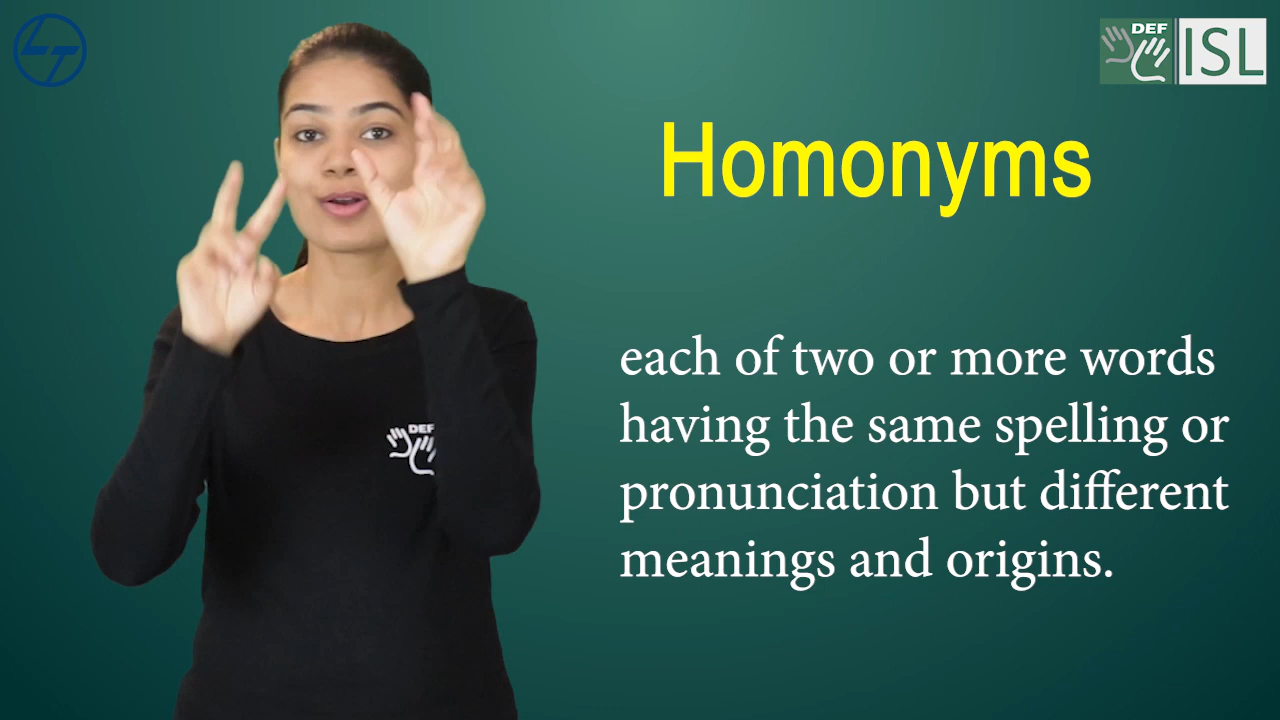 LT
DEF
ISL
Homonyms
each of two or more words
having the same spelling or
pronunciation but different
meanings and origins.
DEF